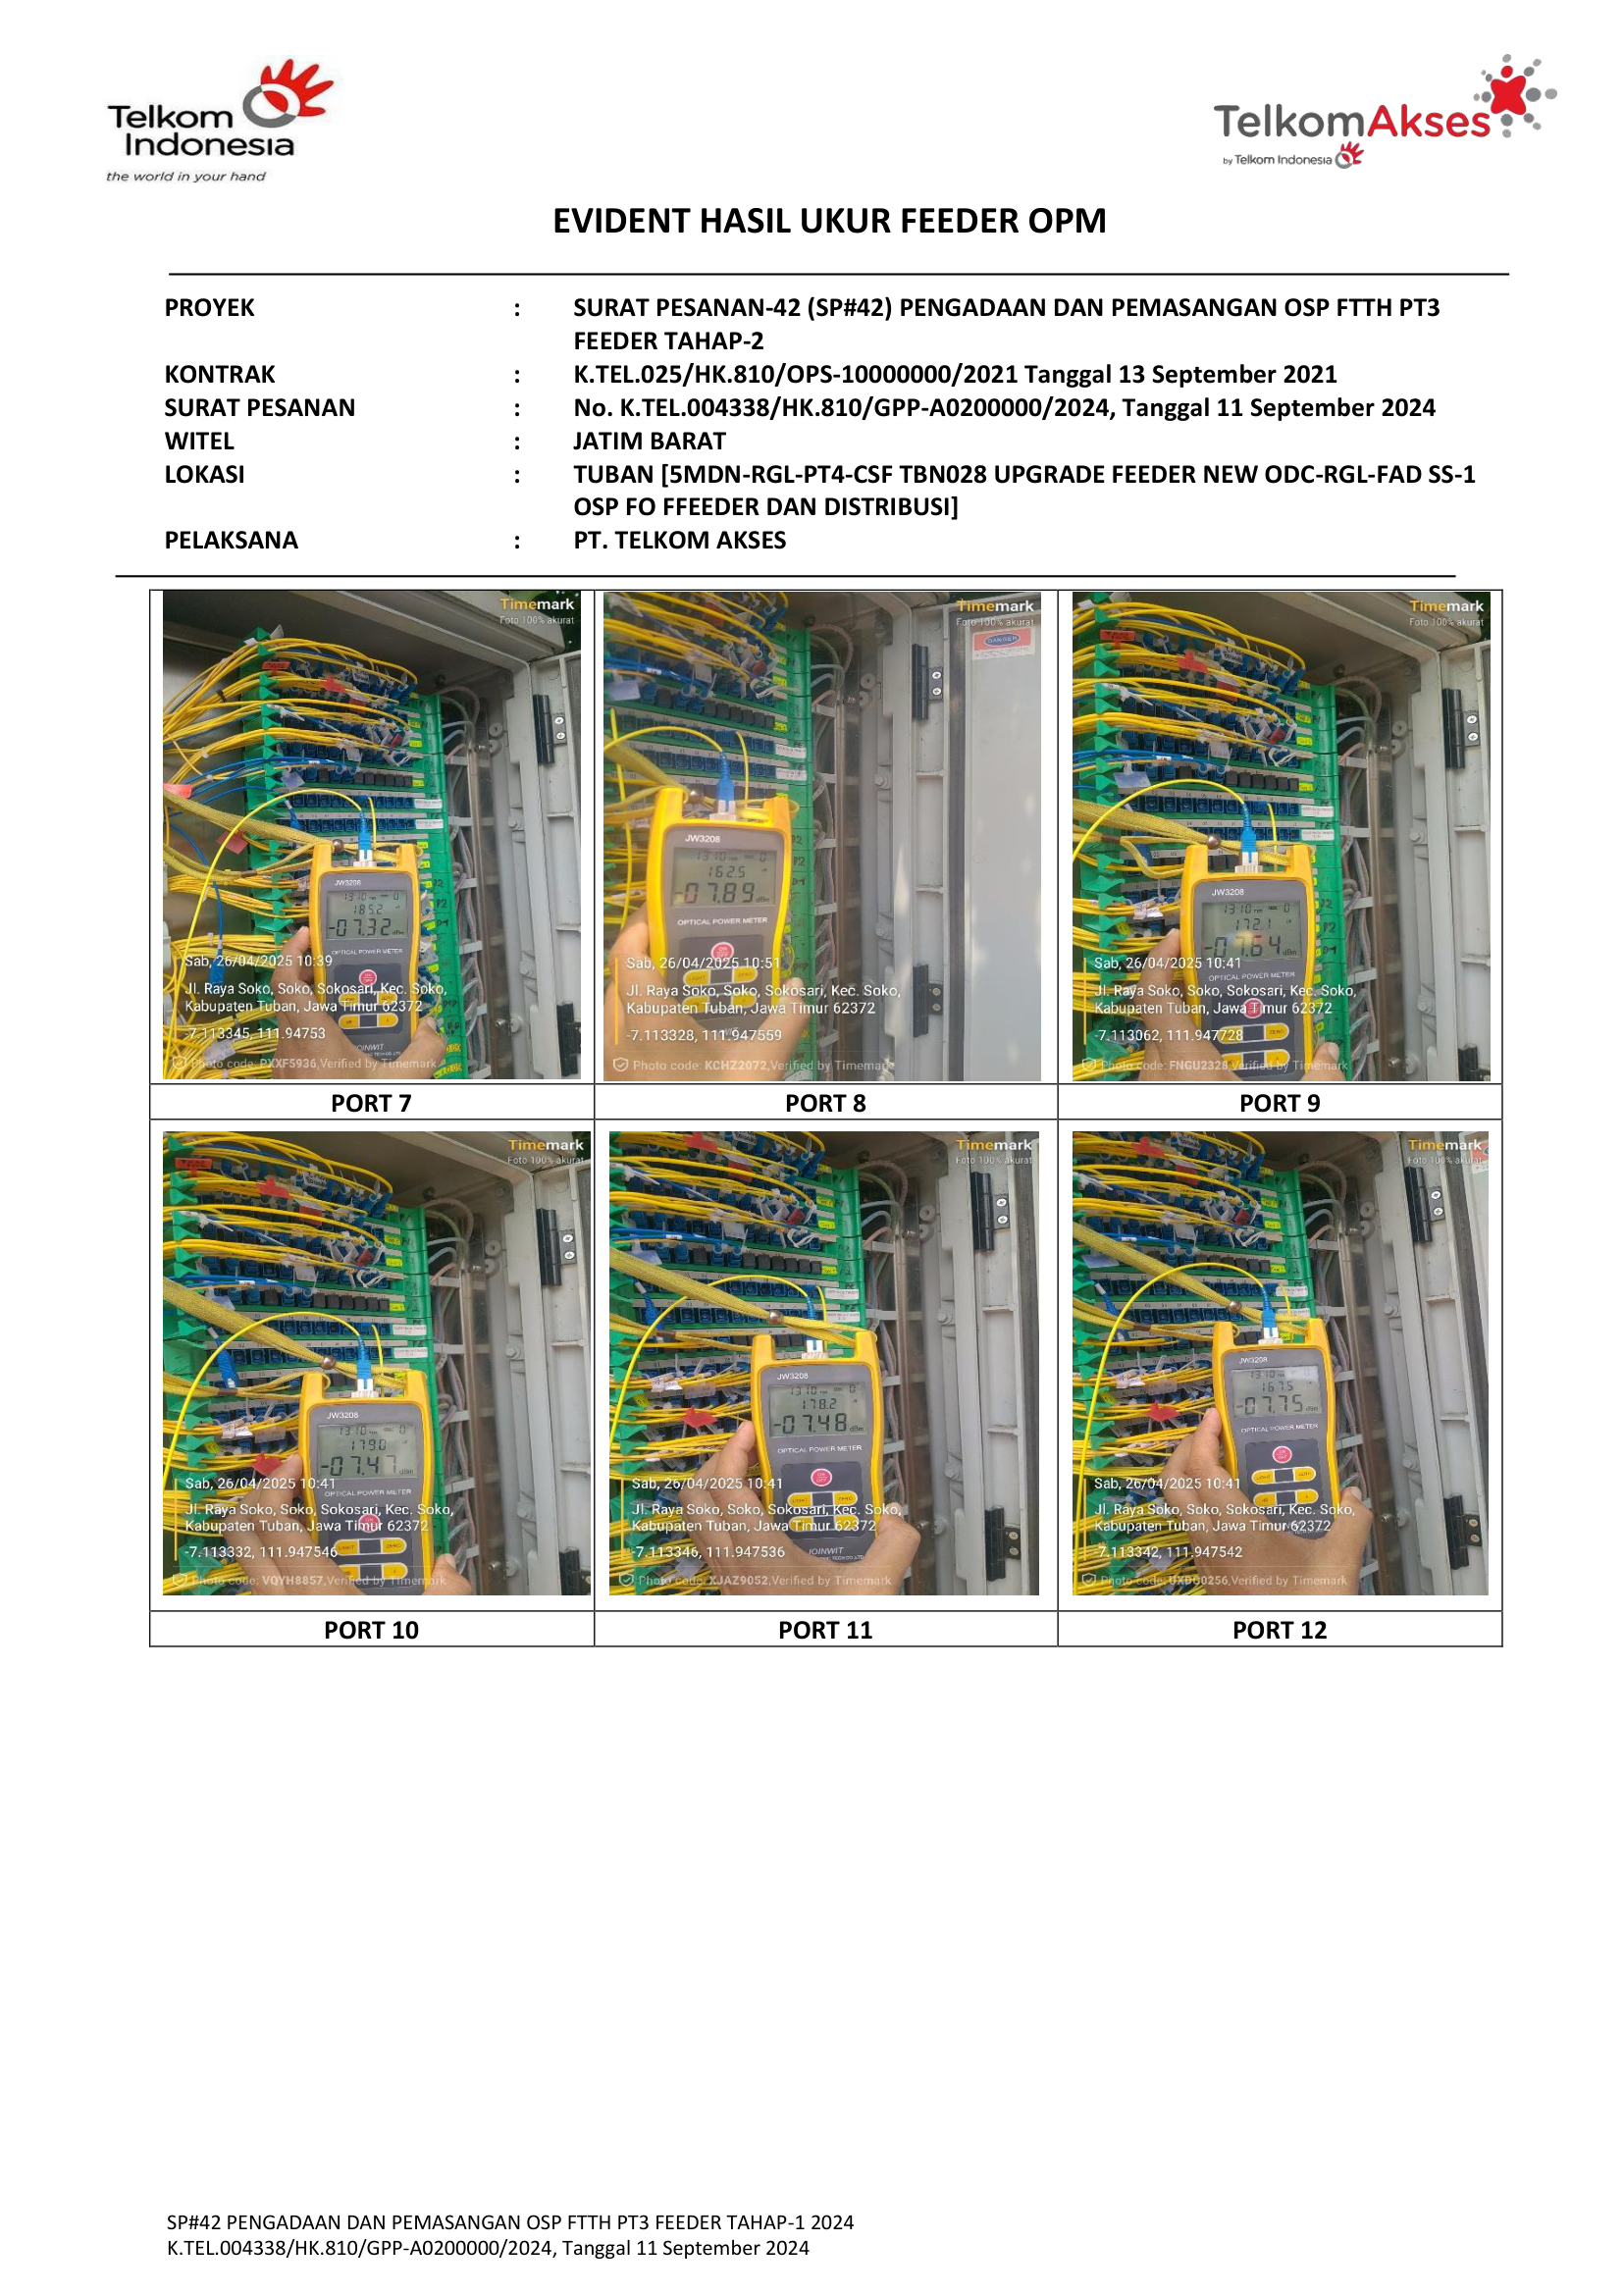 Telkom
Indonesia
the world in your hand
TelkomAkses
by Telkom Indonesia
EVIDENT HASIL UKUR FEEDER OPM
PROYEK : SURAT PESANAN-42 (SP#42) PENGADAAN DAN PEMASANGAN OSP FTTH PT3
FEEDER TAHAP-2
KONTRAK : K.TEL.025/HK.810/OPS-10000000/2021 Tanggal 13 September 2021
SURAT PESANAN : No. K.TEL.004338/HK.810/GPP-A0200000/2024, Tanggal 11 September 2024
WITEL : JATIM BARAT
LOKASI : TUBAN [5MDN-RGL-PT4-CSF TBN028 UPGRADE FEEDER NEW ODC-RGL-FAD SS-1
OSP FO FFEEDER DAN DISTRIBUSI]
PELAKSANA : PT. TELKOM AKSES
Timemark
Foto 100% akurat
JW3208
1310
185.2
-07.32
OPTICAL POWER METER
Sab, 26/04/2025 10:39
Jl. Raya Soko, Soko, Sokosari, Kec. Soko,
Kabupaten Tuban, Jawa Timur 62372
-7.113345, 111.94753
Photo code: PXXF5936, Verified by Timemark
PORT 7
Timemark
Foto 100% akurat
DANGER
JW3208
1310
162.5
-07.89
OPTICAL POWER METER
Sab, 26/04/2025 10:51
Jl. Raya Soko, Soko, Sokosari, Kec. Soko,
Kabupaten Tuban, Jawa Timur 62372
-7.113328, 111.947559
Photo code: KCHZ2072, Verified by Timemark
PORT 8
Timemark
Foto 100% akurat
JW3208
1310
172.1
-07.64
OPTICAL POWER METER
Sab, 26/04/2025 10:41
Jl. Raya Soko, Soko, Sokosari, Kec. Soko,
Kabupaten Tuban, Jawa Timur 62372
-7.113062, 111.947728
Photo code: FNGU2328, Verified by Timemark
PORT 9
Timemark
Foto 100% akurat
JW3208
1310
179.0
-07.47
OPTICAL POWER METER
Sab, 26/04/2025 10:41
Jl. Raya Soko, Soko, Sokosari, Kec. Soko,
Kabupaten Tuban, Jawa Timur 62372
-7.113332, 111.947546
Photo code: VQYH8857, Verified by Timemark
PORT 10
Timemark
Foto 100% akurat
JW3208
1310
178.2
-07.48
OPTICAL POWER METER
Sab, 26/04/2025 10:41
Jl. Raya Soko, Soko, Sokosari, Kec. Soko,
Kabupaten Tuban, Jawa Timur 62372
-7.113346, 111.947536
JOINWIT
Photo code: XJAZ9052, Verified by Timemark
PORT 11
Timemark
Foto 100% akurat
JW3208
1310
167.5
-07.75
OPTICAL POWER METER
Sab, 26/04/2025 10:41
Jl. Raya Soko, Soko, Sokosari, Kec. Soko,
Kabupaten Tuban, Jawa Timur 62372
-7.113342, 111.947542
Photo code: Verified by Timemark
PORT 12
SP#42 PENGADAAN DAN PEMASANGAN OSP FTTH PT3 FEEDER TAHAP-1 2024
K.TEL.004338/HK.810/GPP-A0200000/2024, Tanggal 11 September 2024